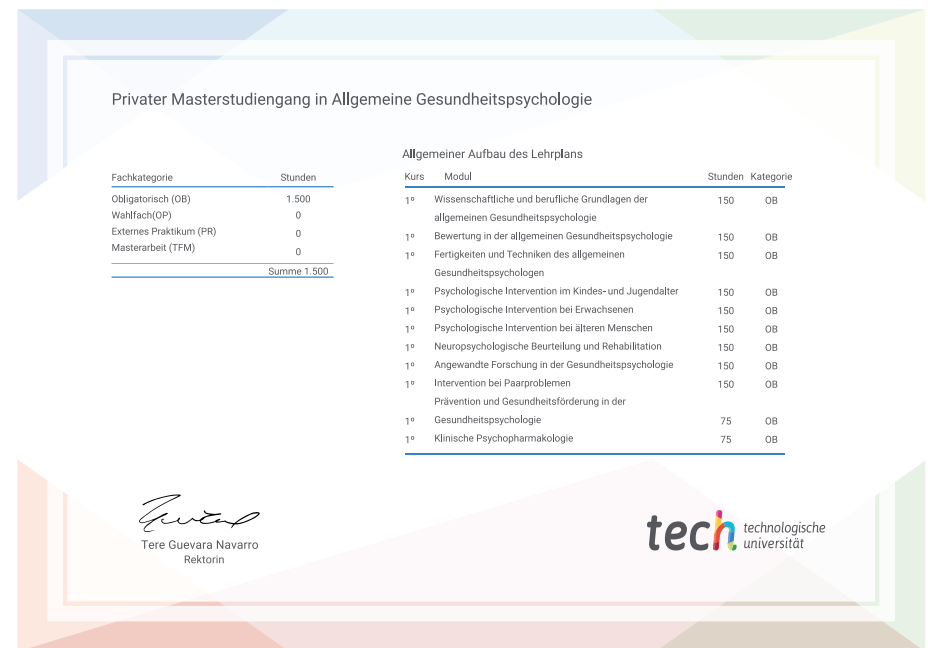 Privater Masterstudiengang in Allgemeine Gesundheitspsychologie
Fachkategorie Stunden
Obligatorisch (OB) 1.500
Wahlfach(OP) 0
Externes Praktikum (PR) 0
Masterarbeit (TFM) 0
Summe 1.500
Allgemeiner Aufbau des Lehrplans
Kurs Modul Stunden Kategorie
1º Wissenschaftliche und berufliche Grundlagen der 150 OB
allgemeinen Gesundheitspsychologie
1º Bewertung in der allgemeinen Gesundheitspsychologie 150 OB
1º Fertigkeiten und Techniken des allgemeinen 150 OB
Gesundheitspsychologen
1º Psychologische Intervention im Kindes- und Jugendalter 150 OB
1º Psychologische Intervention bei Erwachsenen 150 OB
1º Psychologische Intervention bei älteren Menschen 150 OB
1º Neuropsychologische Beurteilung und Rehabilitation 150 OB
1º Angewandte Forschung in der Gesundheitspsychologie 150 OB
1º Intervention bei Paarproblemen 150 OB
Prävention und Gesundheitsförderung in der
1º Gesundheitspsychologie 75 OB
1º Klinische Psychopharmakologie 75 OB
Tere Guevara Navarro
Rektorin
tech technologische
universität